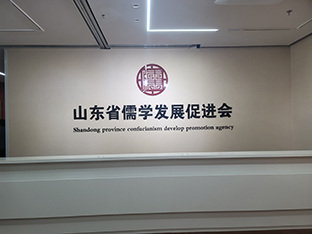 山东省儒学发展促进会
Shandong province confucianism develop promotion agency